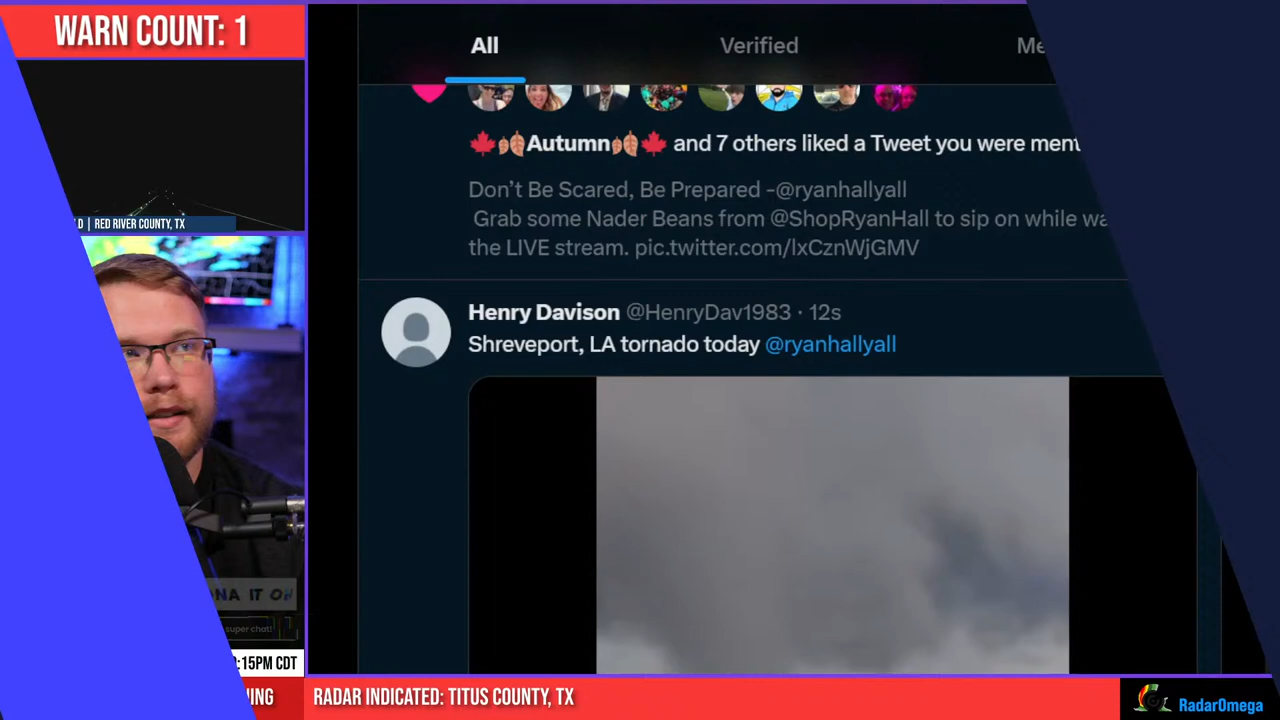 WARN COUNT: 1
All
Verified
D | RED RIVER COUNTY, TX
🍁🍂Autumn🍂🍁 and 7 others liked a Tweet you were
Don’t Be Scared, Be Prepared -@ryanhallyall
Grab some Nader Beans from @ShopRyanHall to sip on while
the LIVE stream. pic.twitter.com/lxCznWjGMV
Henry Davison @HenryDav1983 · 12s
Shreveport, LA tornado today @ryanhallyall
IT
super chat!
:15PM CDT
RADAR INDICATED: TITUS COUNTY, TX
RadarOmega